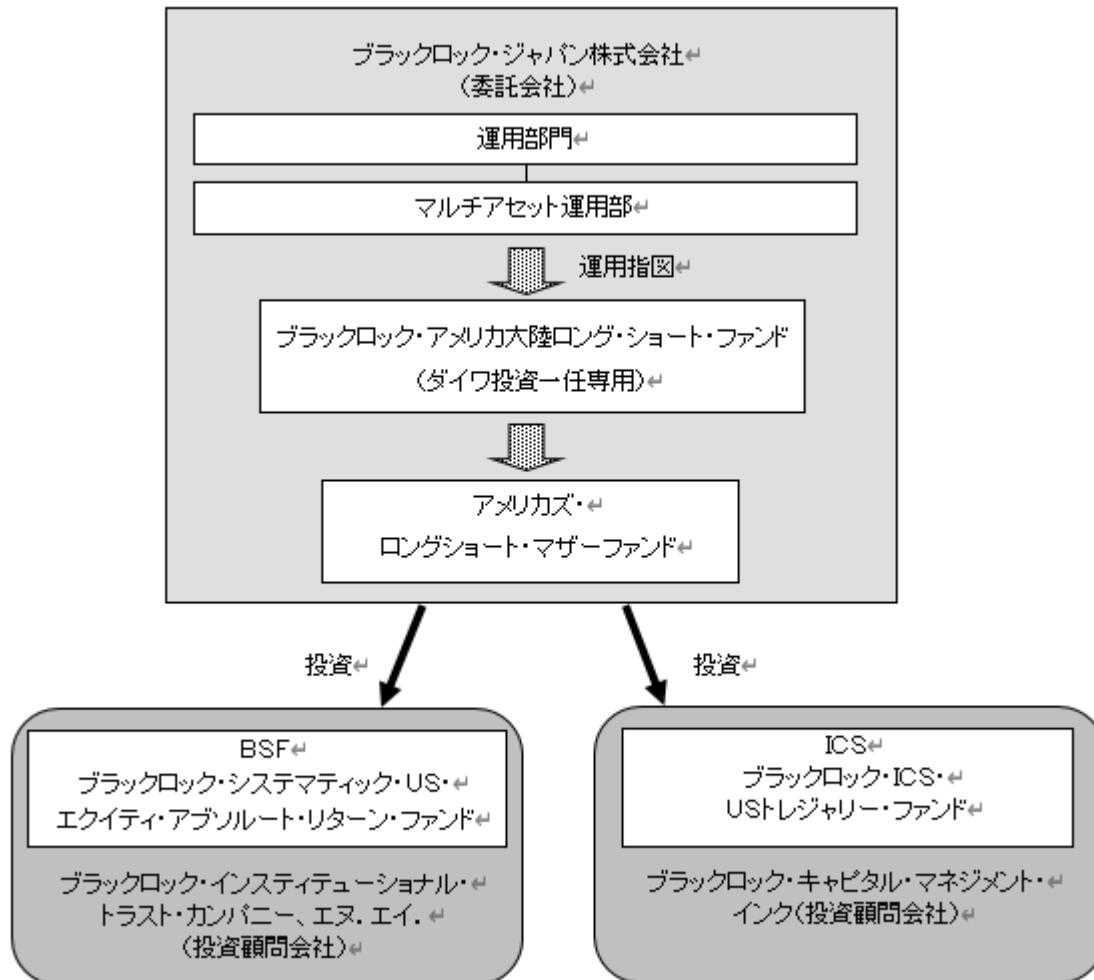 ブラックロック・ジャパン株式会社↵
（委託会社）↵
運用部門↵
マルチアセット運用部↵
運用指図↵
ブラックロック・アメリカ大陸ロング・ショート・ファンド
（ダイワ投資一任専用）↵
アメリカズ・↵
ロングショート・マザーファンド↵
投資↵
投資↵
BSF↵
ブラックロック・システマティック・US・↵
エクイティ・アブソルート・リターン・ファンド↵
ブラックロック・インスティテューショナル・↵
トラスト・カンパニー、エヌ．エイ．↵
（投資顧問会社）↵
ICS↵
ブラックロック・ICS・↵
USトレジャリー・ファンド↵
ブラックロック・キャピタル・マネジメント・↵
インク（投資顧問会社）↵